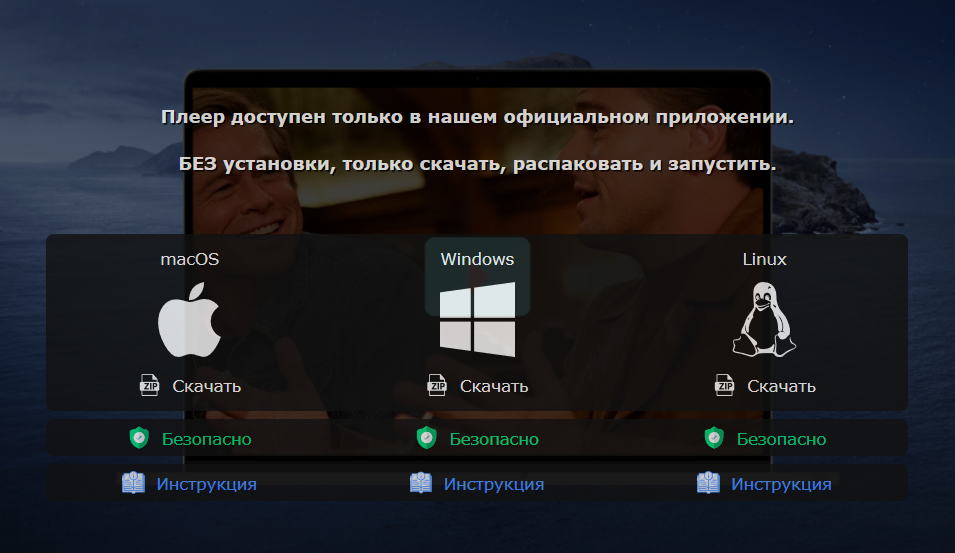 Плеер доступен только в нашем официальном приложении.
БЕЗ установки, только скачать, распаковать и запустить.
macOS Windows Linux
ZIP Скачать ZIP Скачать ZIP Скачать
Безопасно Безопасно Безопасно
Инструкция Инструкция Инструкция